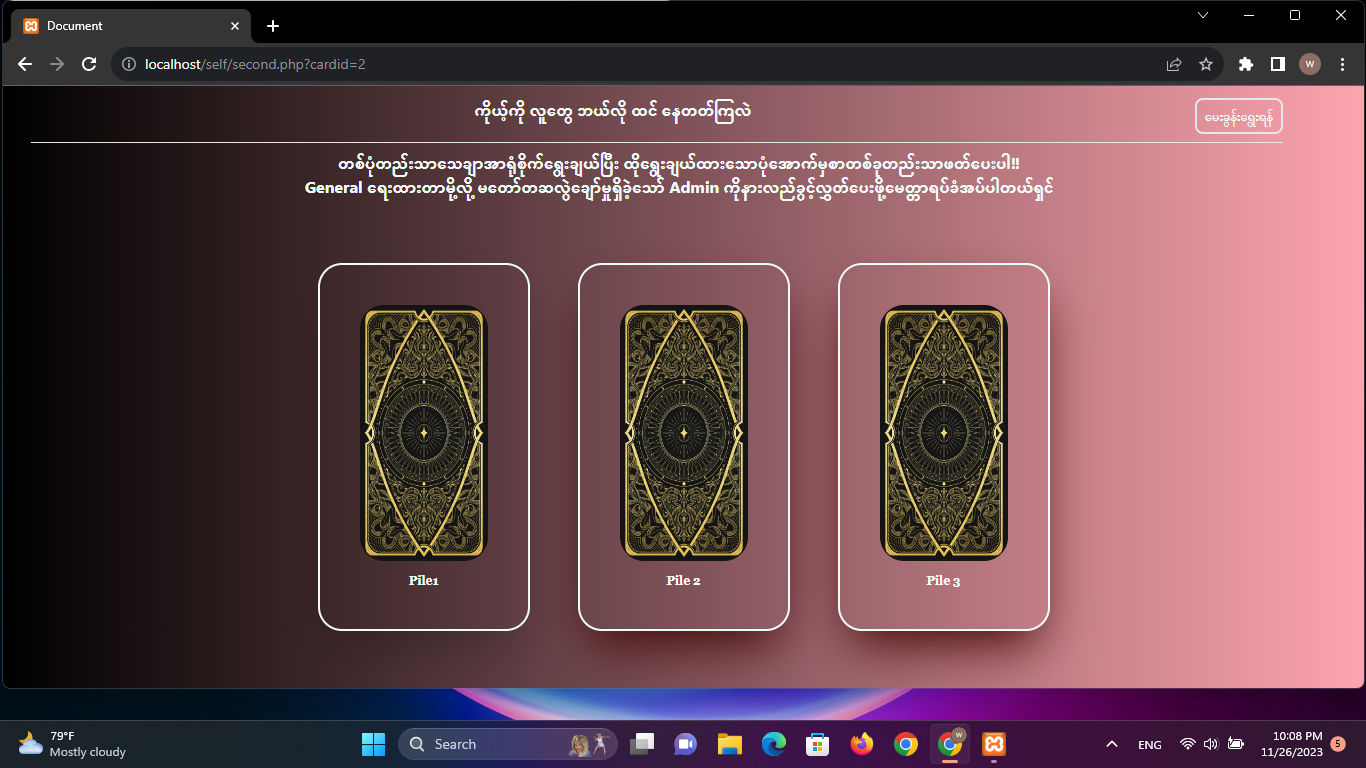 Document
localhost/self/second.php?cardid=2
W
ကိုယ့်ကို လူတွေ ဘယ်လို ထင် နေတတ်ကြလဲ
မေးခွန်းရွေးရန်
တစ်ပုံတည်းသာသေချာအာရုံစိုက်ရွေးချယ်ပြီး ထိုရွေးချယ်ထားသောပုံအောက်မှစာတစ်ခုတည်းသာဖတ်ပေးပါ!!
General ရေးထားတာမို့လို့ မတော်တဆလွဲချော်မှုရှိခဲ့သော် Admin ကိုနားလည်ခွင့်လွှတ်ပေးဖို့မေတ္တာရပ်ခံအပ်ပါတယ်ရှင်
Pile1
Pile 2
Pile 3
79°F
Mostly cloudy
Search
W
ENG
10:08 PM
11/26/2023
5